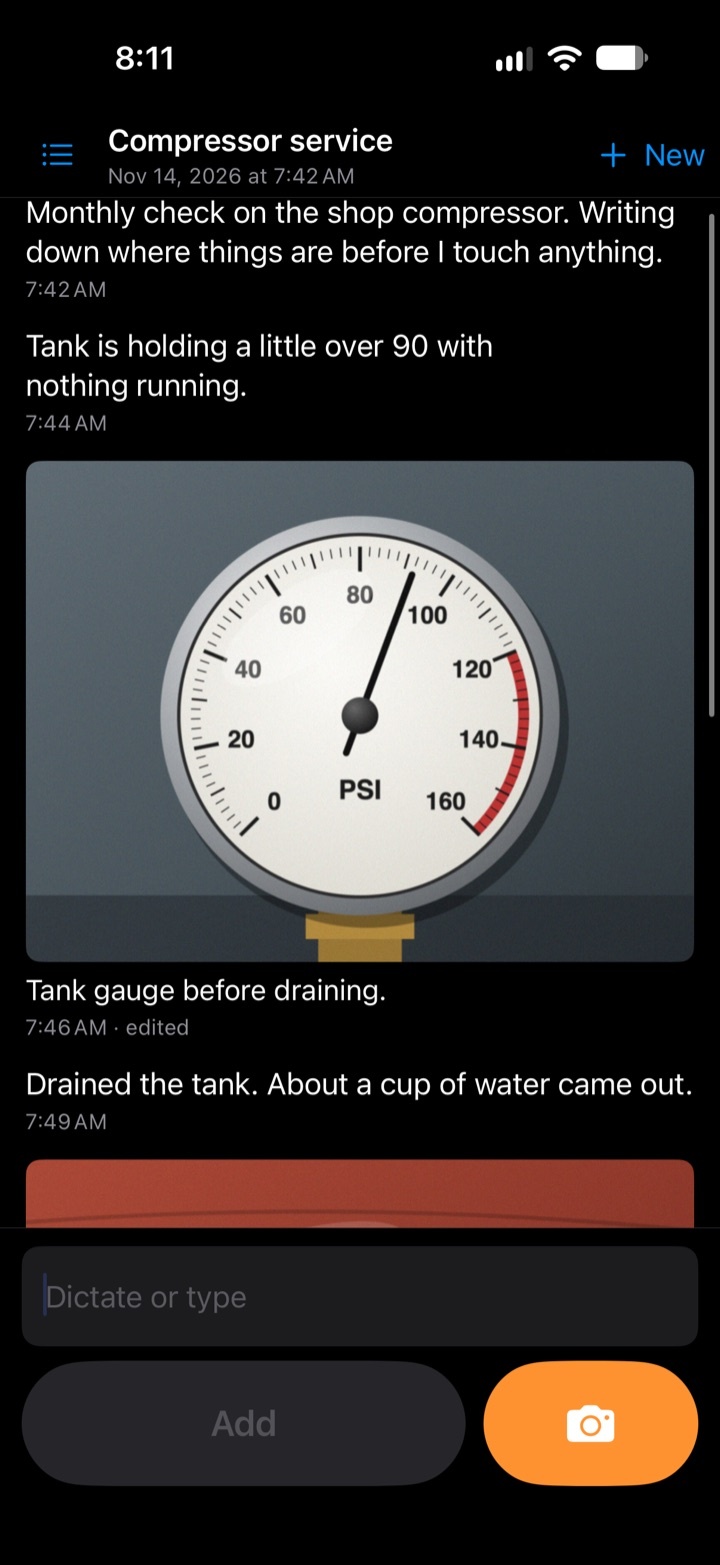 8:11
Compressor service
Nov 14, 2026 at 7:42 AM
+ New
Monthly check on the shop compressor. Writing
down where things are before I touch anything.
7:42 AM
Tank is holding a little over 90 with
nothing running.
7:44 AM
80
60
100
40
120
20
140
0
PSI
160
Tank gauge before draining.
7:46 AM · edited
Drained the tank. About a cup of water came out.
7:49 AM
Dictate or type
Add